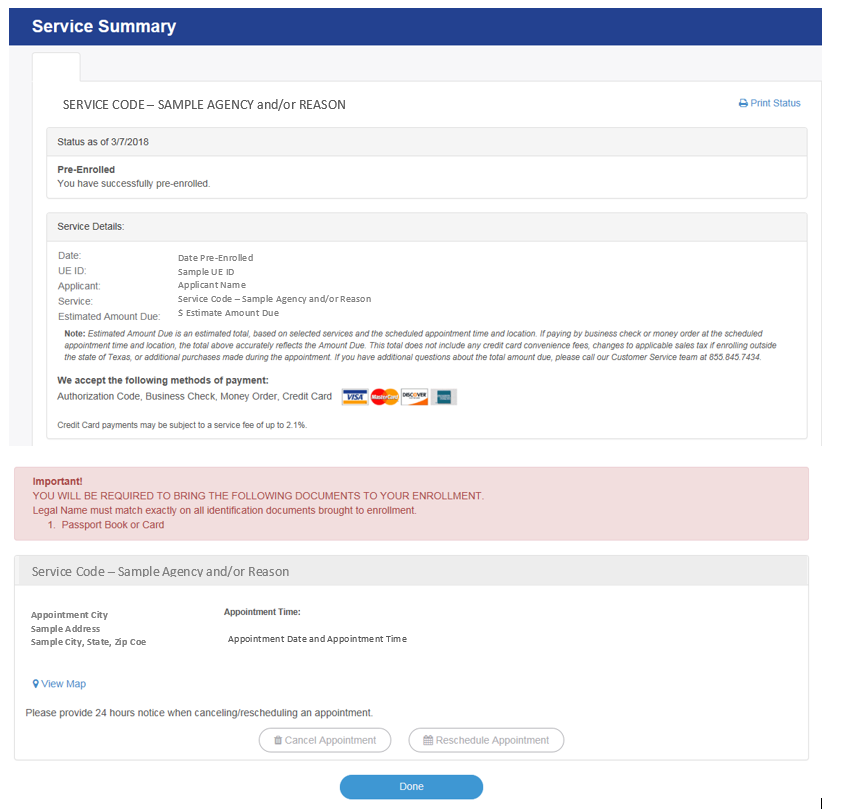 Service Summary
SERVICE CODE – SAMPLE AGENCY and/or REASON
Print Status
Status as of 3/7/2018
Pre-Enrolled
You have successfully pre-enrolled.
Service Details:
Date: Date Pre-Enrolled
UE ID: Sample UE ID
Applicant: Applicant Name
Service: Service Code – Sample Agency and/or Reason
Estimated Amount Due: S Estimate Amount Due
Note: Estimated Amount Due is an estimated total, based on selected services and the scheduled appointment time and location. If paying by business check or money order at the scheduled
appointment time and location, the total above accurately reflects the Amount Due. This total does not include any credit card convenience fees, changes to applicable sales tax if enrolling outside
the state of Texas, or additional purchases made during the appointment. If you have additional questions about the total amount due, please call our Customer Service team at 855.845.7434.
We accept the following methods of payment:
Authorization Code, Business Check, Money Order, Credit Card VISA MasterCard DISCOVER
Credit Card payments may be subject to a service fee of up to 2.1%.
Important!
YOU WILL BE REQUIRED TO BRING THE FOLLOWING DOCUMENTS TO YOUR ENROLLMENT.
Legal Name must match exactly on all identification documents brought to enrollment.
1. Passport Book or Card
Service Code – Sample Agency and/or Reason
Appointment City
Sample Address
Sample City, State, Zip Coe
Appointment Time:
Appointment Date and Appointment Time
View Map
Please provide 24 hours notice when canceling/rescheduling an appointment.
Cancel Appointment
Reschedule Appointment
Done